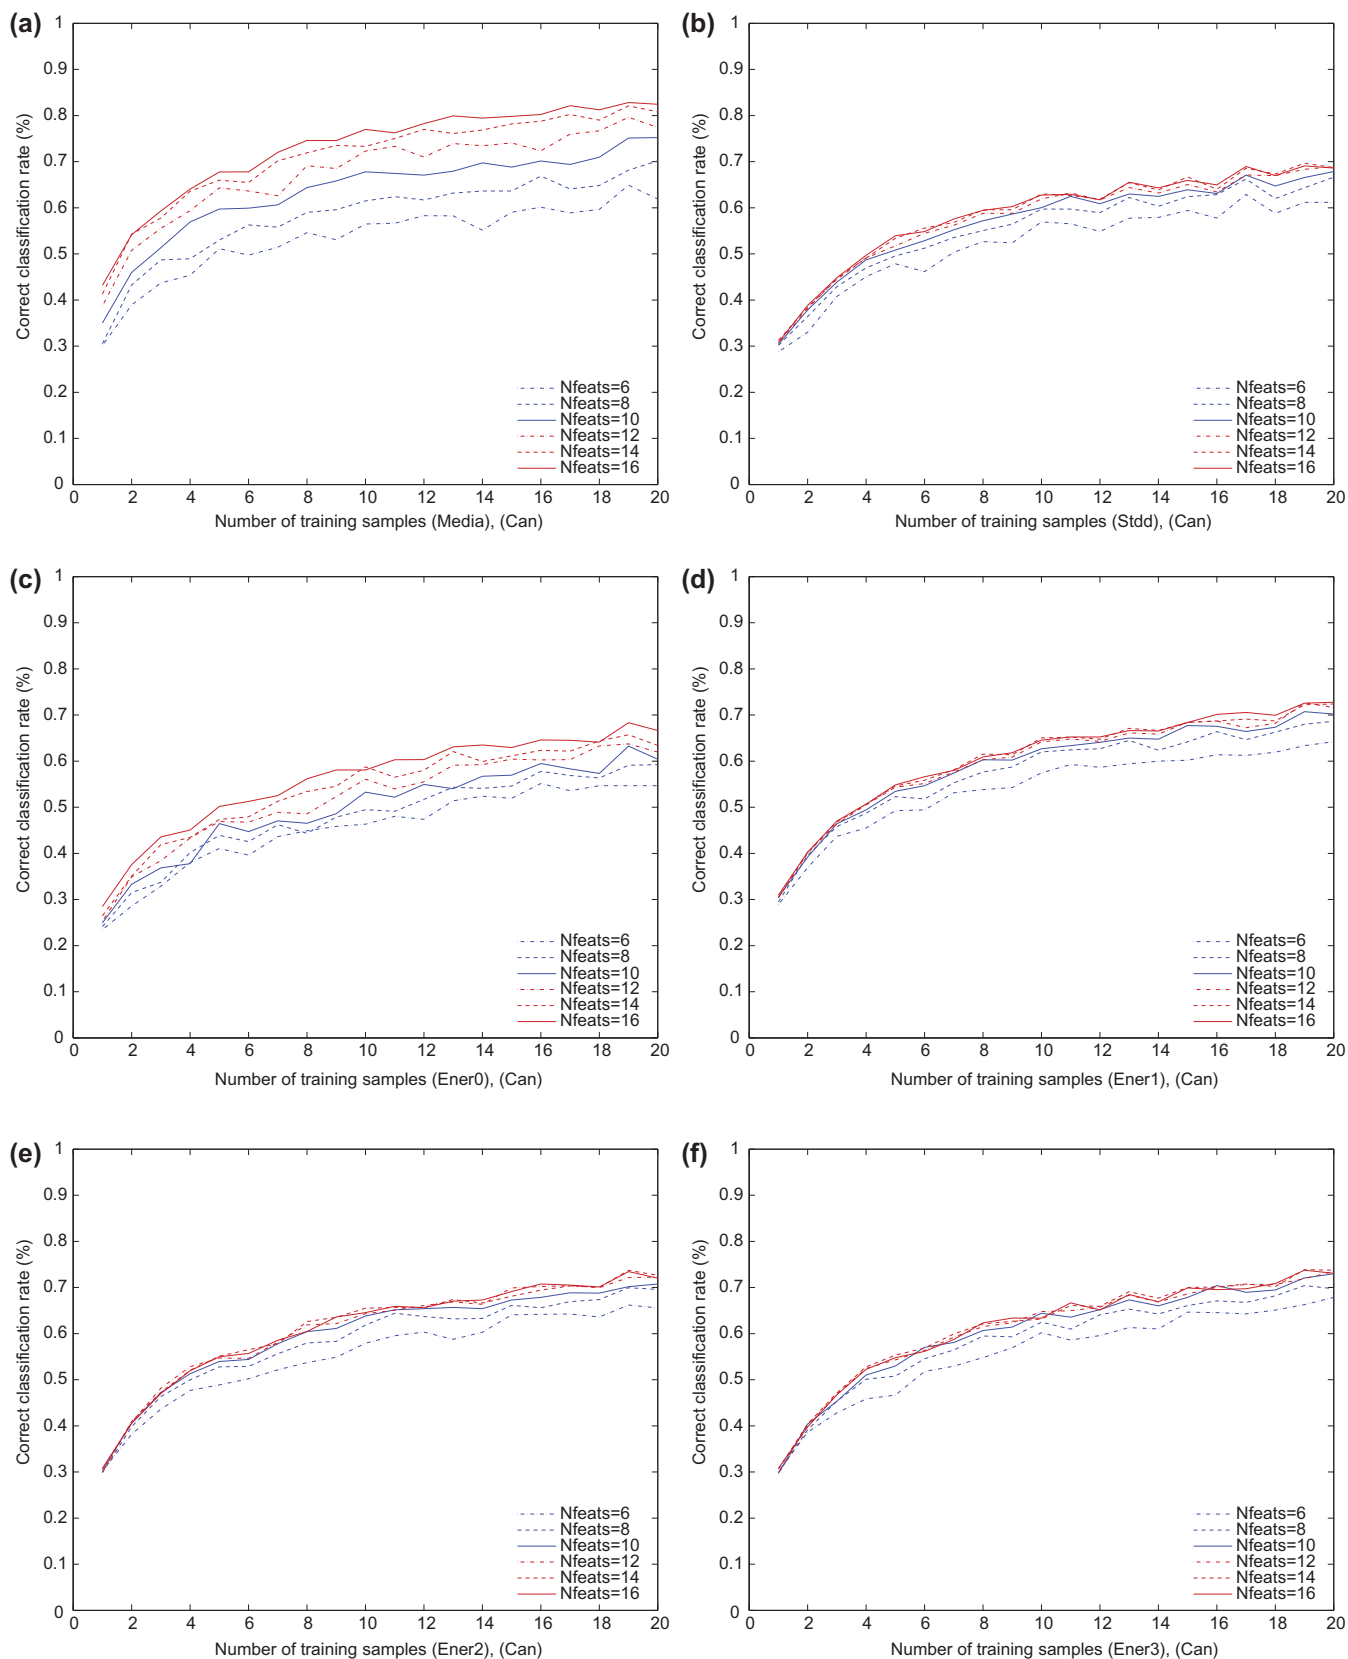 (a)
Correct classification rate (%)
1
0.9
0.8
0.7
0.6
0.5
0.4
0.3
0.2
0.1
0
Nfeats=6
Nfeats=8
Nfeats=10
Nfeats=12
Nfeats=14
Nfeats=16
0 2 4 6 8 10 12 14 16 18 20
Number of training samples (Media), (Can)
(b)
Correct classification rate (%)
1
0.9
0.8
0.7
0.6
0.5
0.4
0.3
0.2
0.1
0
Nfeats=6
Nfeats=8
Nfeats=10
Nfeats=12
Nfeats=14
Nfeats=16
0 2 4 6 8 10 12 14 16 18 20
Number of training samples (Stdd), (Can)
(c)
Correct classification rate (%)
1
0.9
0.8
0.7
0.6
0.5
0.4
0.3
0.2
0.1
0
Nfeats=6
Nfeats=8
Nfeats=10
Nfeats=12
Nfeats=14
Nfeats=16
0 2 4 6 8 10 12 14 16 18 20
Number of training samples (Ener0), (Can)
(d)
Correct classification rate (%)
1
0.9
0.8
0.7
0.6
0.5
0.4
0.3
0.2
0.1
0
Nfeats=6
Nfeats=8
Nfeats=10
Nfeats=12
Nfeats=14
Nfeats=16
0 2 4 6 8 10 12 14 16 18 20
Number of training samples (Ener1), (Can)
(e)
Correct classification rate (%)
1
0.9
0.8
0.7
0.6
0.5
0.4
0.3
0.2
0.1
0
Nfeats=6
Nfeats=8
Nfeats=10
Nfeats=12
Nfeats=14
Nfeats=16
0 2 4 6 8 10 12 14 16 18 20
Number of training samples (Ener2), (Can)
(f)
Correct classification rate (%)
1
0.9
0.8
0.7
0.6
0.5
0.4
0.3
0.2
0.1
0
Nfeats=6
Nfeats=8
Nfeats=10
Nfeats=12
Nfeats=14
Nfeats=16
0 2 4 6 8 10 12 14 16 18 20
Number of training samples (Ener3), (Can)